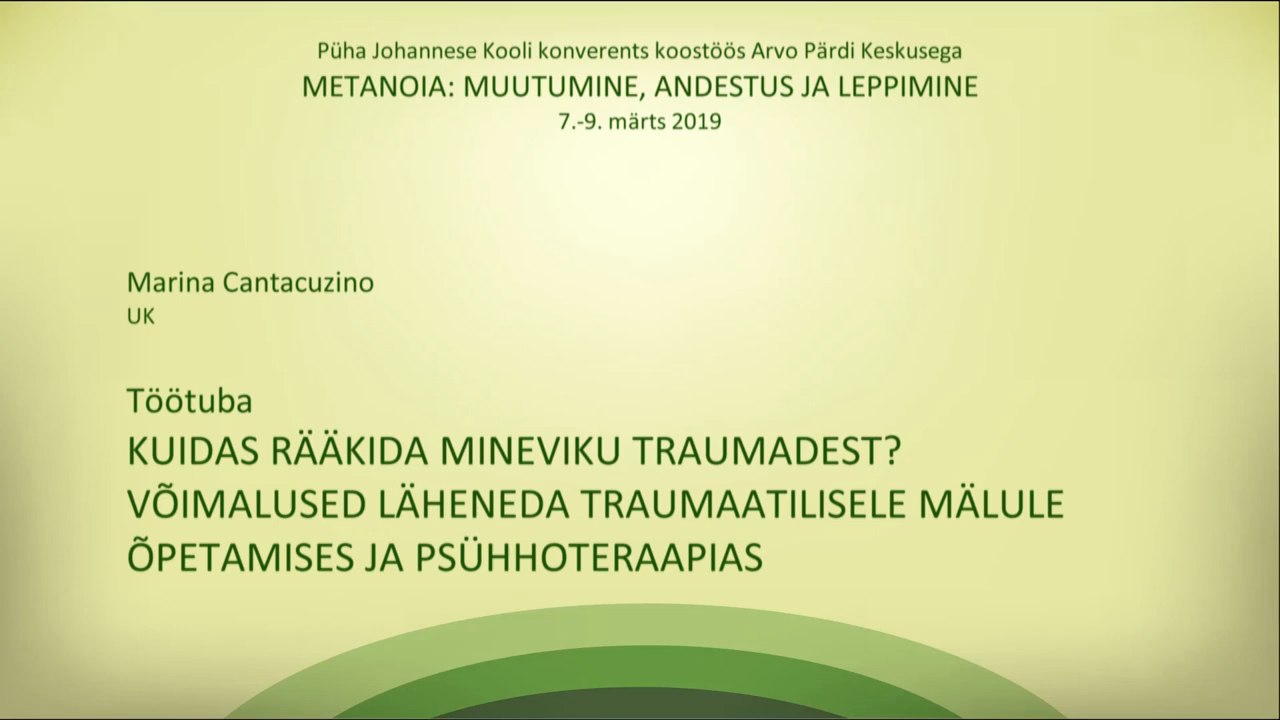 Püha Johannese Kooli konverents koostöös Arvo Pärdi Keskusega
METANOIA: MUUTUMINE, ANDESTUS JA LEPPIMINE
7.-9. märts 2019
Marina Cantacuzino
UK
Töötuba
KUIDAS RÄÄKIDA MINEVIKU TRAUMADEST?
VÕIMALUSED LÄHENEDA TRAUMAATILISELE MÄLULE
ÕPETAMISES JA PSÜHHOTERAAPIAS